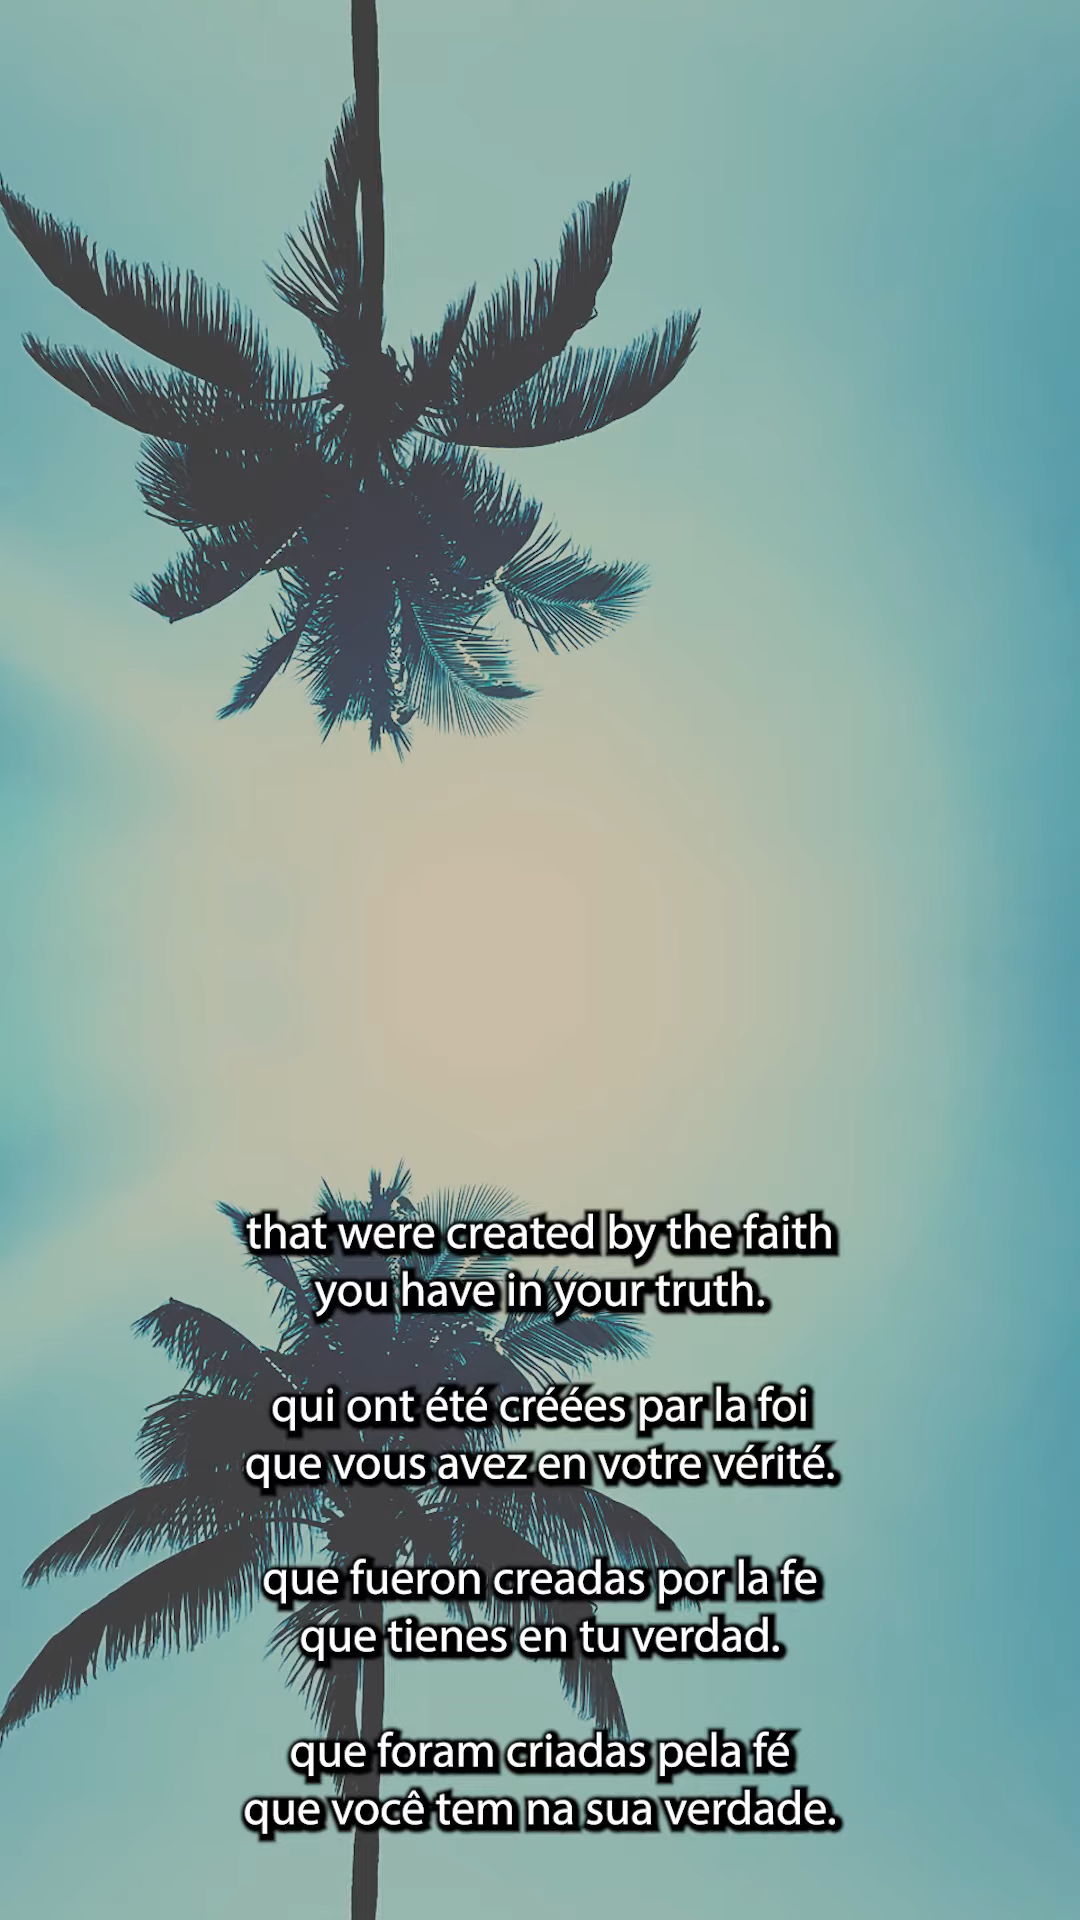 that were created by the faith
you have in your truth.
qui ont été créées par la foi
que vous avez en votre vérité.
que fueron creadas por la fe
que tienes en tu verdad.
que foram criadas pela fé
que você tem na sua verdade.